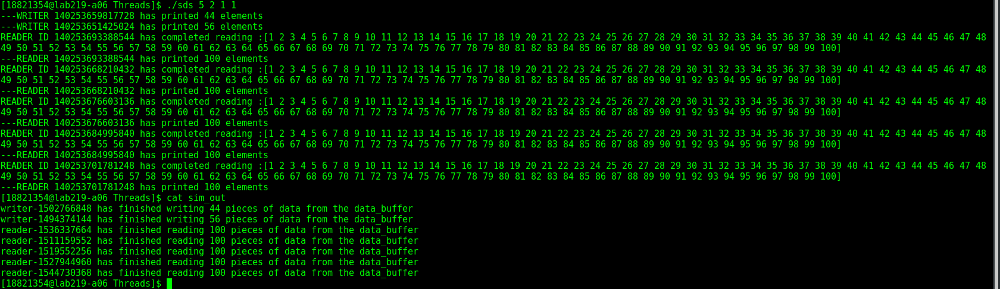 [18821354@lab219-a06 Threads]$ ./sds 5 2 1 1
---WRITER 140253659817728 has printed 44 elements
---WRITER 140253651425024 has printed 56 elements
READER ID 140253693388544 has completed reading :[1 2 3 4 5 6 7 8 9 10 11 12 13 14 15 16 17 18 19 20 21 22 23 24 25 26 27 28 29 30 31 32 33 34 35 36 37 38 39 40 41 42 43 44 45 46 47 48
49 50 51 52 53 54 55 56 57 58 59 60 61 62 63 64 65 66 67 68 69 70 71 72 73 74 75 76 77 78 79 80 81 82 83 84 85 86 87 88 89 90 91 92 93 94 95 96 97 98 99 100]
---READER 140253693388544 has printed 100 elements
READER ID 140253668210432 has completed reading :[1 2 3 4 5 6 7 8 9 10 11 12 13 14 15 16 17 18 19 20 21 22 23 24 25 26 27 28 29 30 31 32 33 34 35 36 37 38 39 40 41 42 43 44 45 46 47 48
49 50 51 52 53 54 55 56 57 58 59 60 61 62 63 64 65 66 67 68 69 70 71 72 73 74 75 76 77 78 79 80 81 82 83 84 85 86 87 88 89 90 91 92 93 94 95 96 97 98 99 100]
---READER 140253668210432 has printed 100 elements
READER ID 140253676603136 has completed reading :[1 2 3 4 5 6 7 8 9 10 11 12 13 14 15 16 17 18 19 20 21 22 23 24 25 26 27 28 29 30 31 32 33 34 35 36 37 38 39 40 41 42 43 44 45 46 47 48
49 50 51 52 53 54 55 56 57 58 59 60 61 62 63 64 65 66 67 68 69 70 71 72 73 74 75 76 77 78 79 80 81 82 83 84 85 86 87 88 89 90 91 92 93 94 95 96 97 98 99 100]
---READER 140253676603136 has printed 100 elements
READER ID 140253684995840 has completed reading :[1 2 3 4 5 6 7 8 9 10 11 12 13 14 15 16 17 18 19 20 21 22 23 24 25 26 27 28 29 30 31 32 33 34 35 36 37 38 39 40 41 42 43 44 45 46 47 48
49 50 51 52 53 54 55 56 57 58 59 60 61 62 63 64 65 66 67 68 69 70 71 72 73 74 75 76 77 78 79 80 81 82 83 84 85 86 87 88 89 90 91 92 93 94 95 96 97 98 99 100]
---READER 140253684995840 has printed 100 elements
READER ID 140253701781248 has completed reading :[1 2 3 4 5 6 7 8 9 10 11 12 13 14 15 16 17 18 19 20 21 22 23 24 25 26 27 28 29 30 31 32 33 34 35 36 37 38 39 40 41 42 43 44 45 46 47 48
49 50 51 52 53 54 55 56 57 58 59 60 61 62 63 64 65 66 67 68 69 70 71 72 73 74 75 76 77 78 79 80 81 82 83 84 85 86 87 88 89 90 91 92 93 94 95 96 97 98 99 100]
---READER 140253701781248 has printed 100 elements
[18821354@lab219-a06 Threads]$ cat sim_out
writer-1502766848 has finished writing 44 pieces of data from the data_buffer
writer-1494374144 has finished writing 56 pieces of data from the data_buffer
reader-1536337664 has finished reading 100 pieces of data from the data_buffer
reader-1511159552 has finished reading 100 pieces of data from the data_buffer
reader-1519552256 has finished reading 100 pieces of data from the data_buffer
reader-1527944960 has finished reading 100 pieces of data from the data_buffer
reader-1544730368 has finished reading 100 pieces of data from the data_buffer
[18821354@lab219-a06 Threads]$